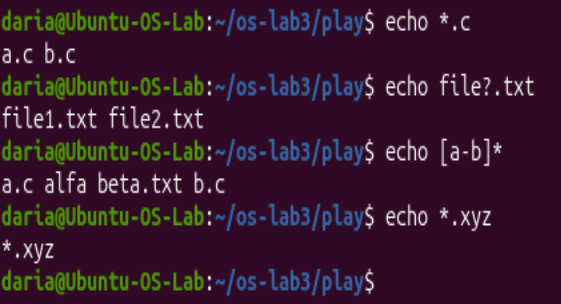 daria@Ubuntu-OS-Lab:~/os-lab3/play$ echo *.c
a.c b.c
daria@Ubuntu-OS-Lab:~/os-lab3/play$ echo file?.txt
file1.txt file2.txt
daria@Ubuntu-OS-Lab:~/os-lab3/play$ echo [a-b]*
a.c alfa beta.txt b.c
daria@Ubuntu-OS-Lab:~/os-lab3/play$ echo *.xyz
*.xyz
daria@Ubuntu-OS-Lab:~/os-lab3/play$